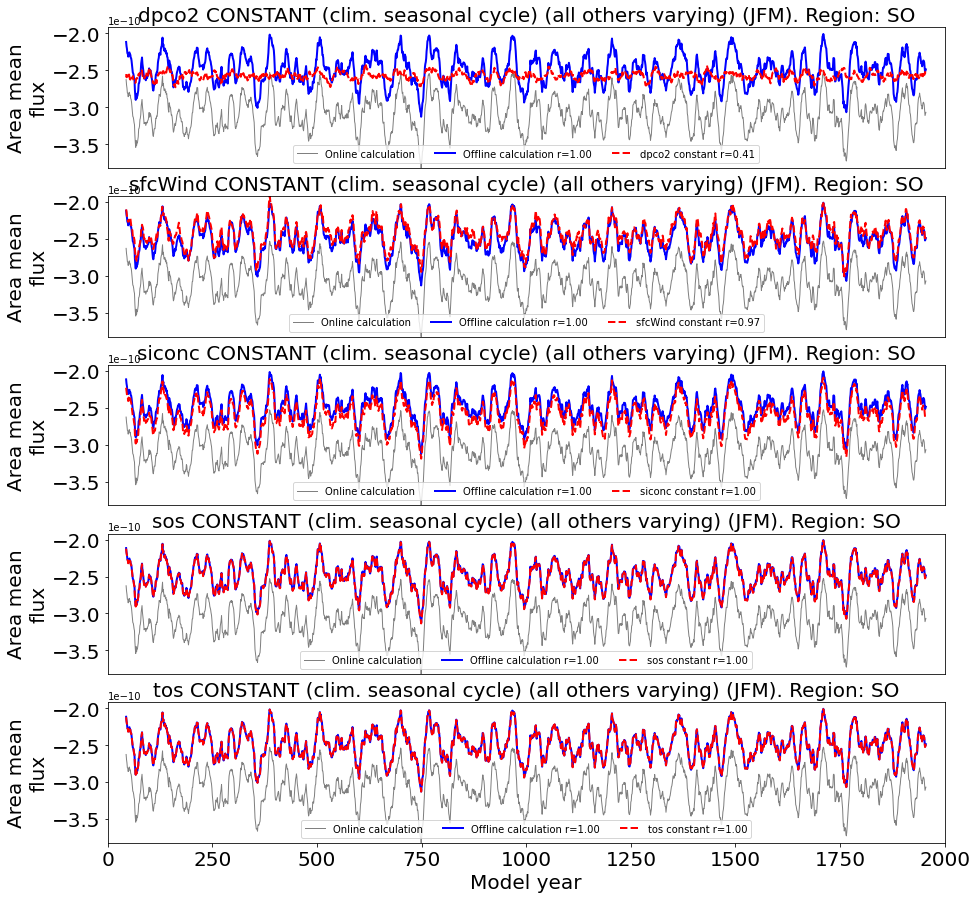 1e−10
dpco2 CONSTANT (clim. seasonal cycle) (all others varying) (JFM). Region: SO
Area mean
flux
−2.0
−2.5
−3.0
−3.5
Online calculation Offline calculation r=1.00 dpco2 constant r=0.41
1e−10
sfcWind CONSTANT (clim. seasonal cycle) (all others varying) (JFM). Region: SO
Area mean
flux
−2.0
−2.5
−3.0
−3.5
Online calculation Offline calculation r=1.00 sfcWind constant r=0.97
1e−10
siconc CONSTANT (clim. seasonal cycle) (all others varying) (JFM). Region: SO
Area mean
flux
−2.0
−2.5
−3.0
−3.5
Online calculation Offline calculation r=1.00 siconc constant r=1.00
1e−10
sos CONSTANT (clim. seasonal cycle) (all others varying) (JFM). Region: SO
Area mean
flux
−2.0
−2.5
−3.0
−3.5
Online calculation Offline calculation r=1.00 sos constant r=1.00
1e−10
tos CONSTANT (clim. seasonal cycle) (all others varying) (JFM). Region: SO
Area mean
flux
−2.0
−2.5
−3.0
−3.5
Online calculation Offline calculation r=1.00 tos constant r=1.00
0 250 500 750 1000 1250 1500 1750 2000
Model year